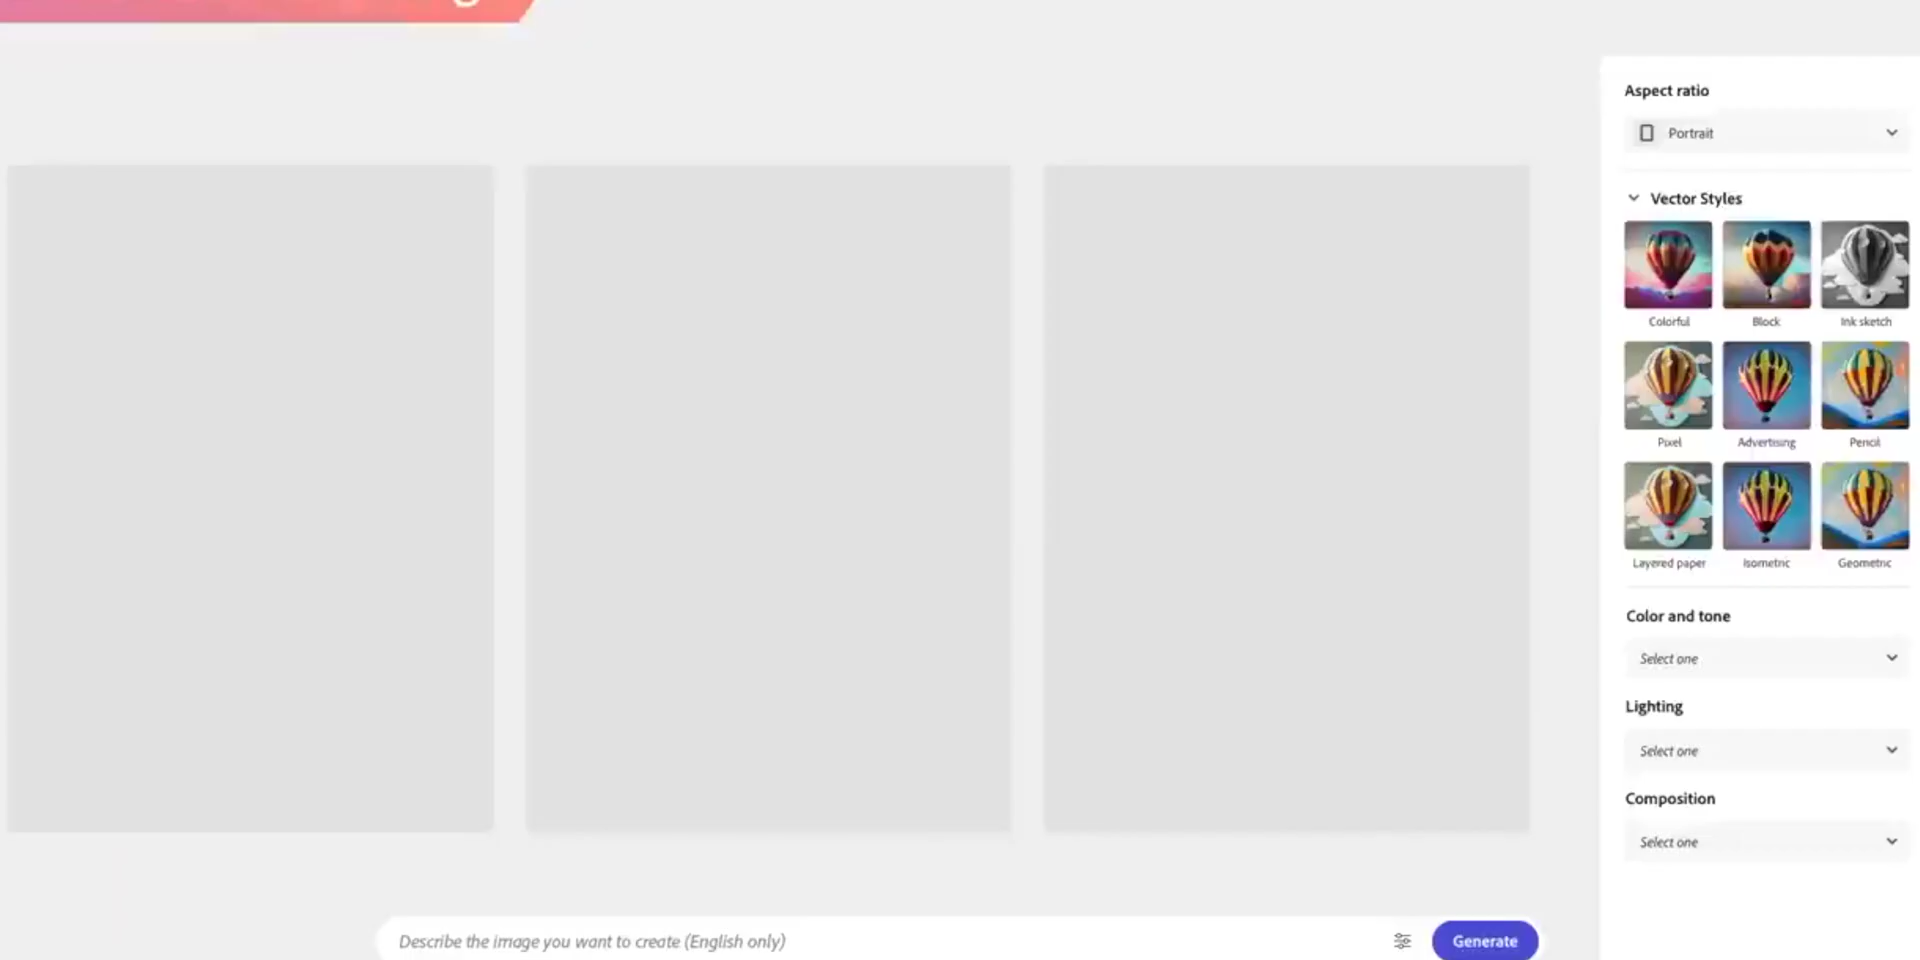 Aspect ratio
Portrait
Vector Styles
Colorful Block Ink sketch
Pixel Advertising Pencil
Layered paper Isometric Geometric
Color and tone
Select one
Lighting
Select one
Composition
Select one
Describe the image you want to create (English only)
Generate